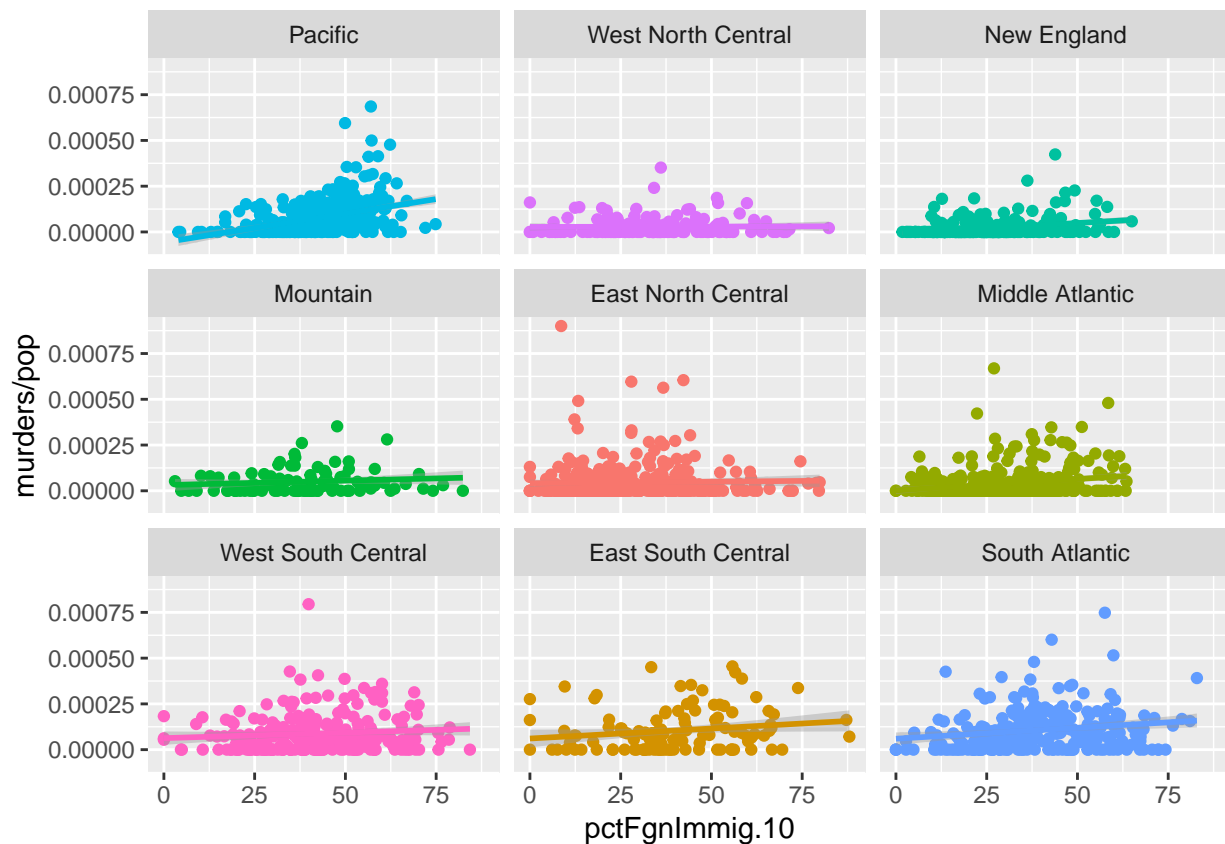 Pacific
West North Central
New England
0.00075
0.00050
0.00025
0.00000
Mountain
East North Central
Middle Atlantic
0.00075
0.00050
0.00025
0.00000
West South Central
East South Central
South Atlantic
0.00075
0.00050
0.00025
0.00000
0 25 50 75
0 25 50 75
0 25 50 75
pctFgnImmig.10
murders/pop